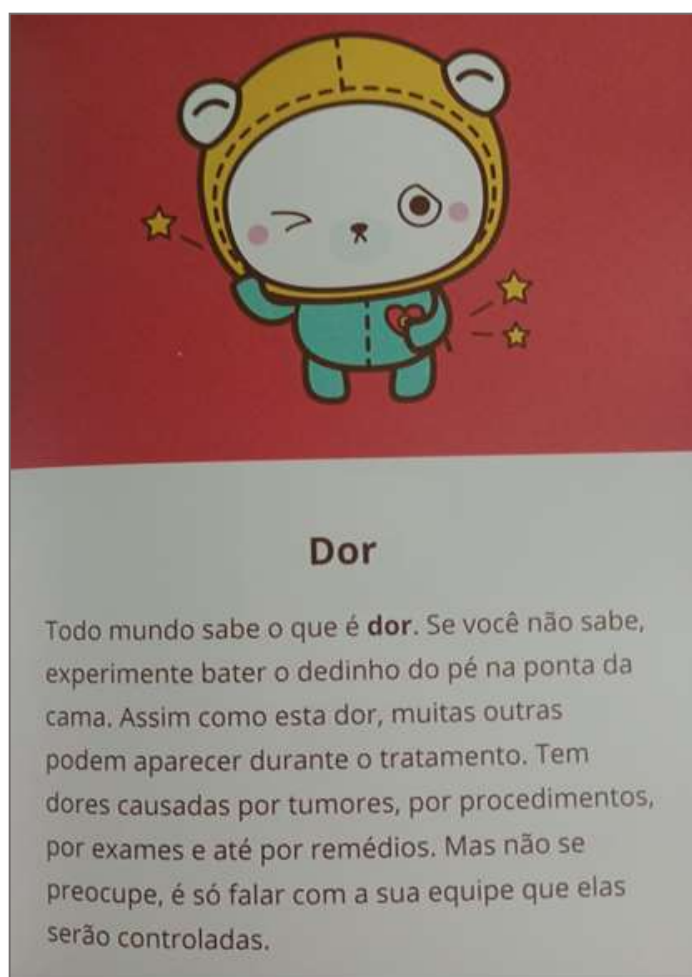 Dor
Todo mundo sabe o que é dor. Se você não sabe,
experimente bater o dedinho do pé na ponta da
cama. Assim como esta dor, muitas outras
podem aparecer durante o tratamento. Tem
dores causadas por tumores, por procedimentos,
por exames e até por remédios. Mas não se
preocupe, é só falar com a sua equipe que elas
serão controladas.